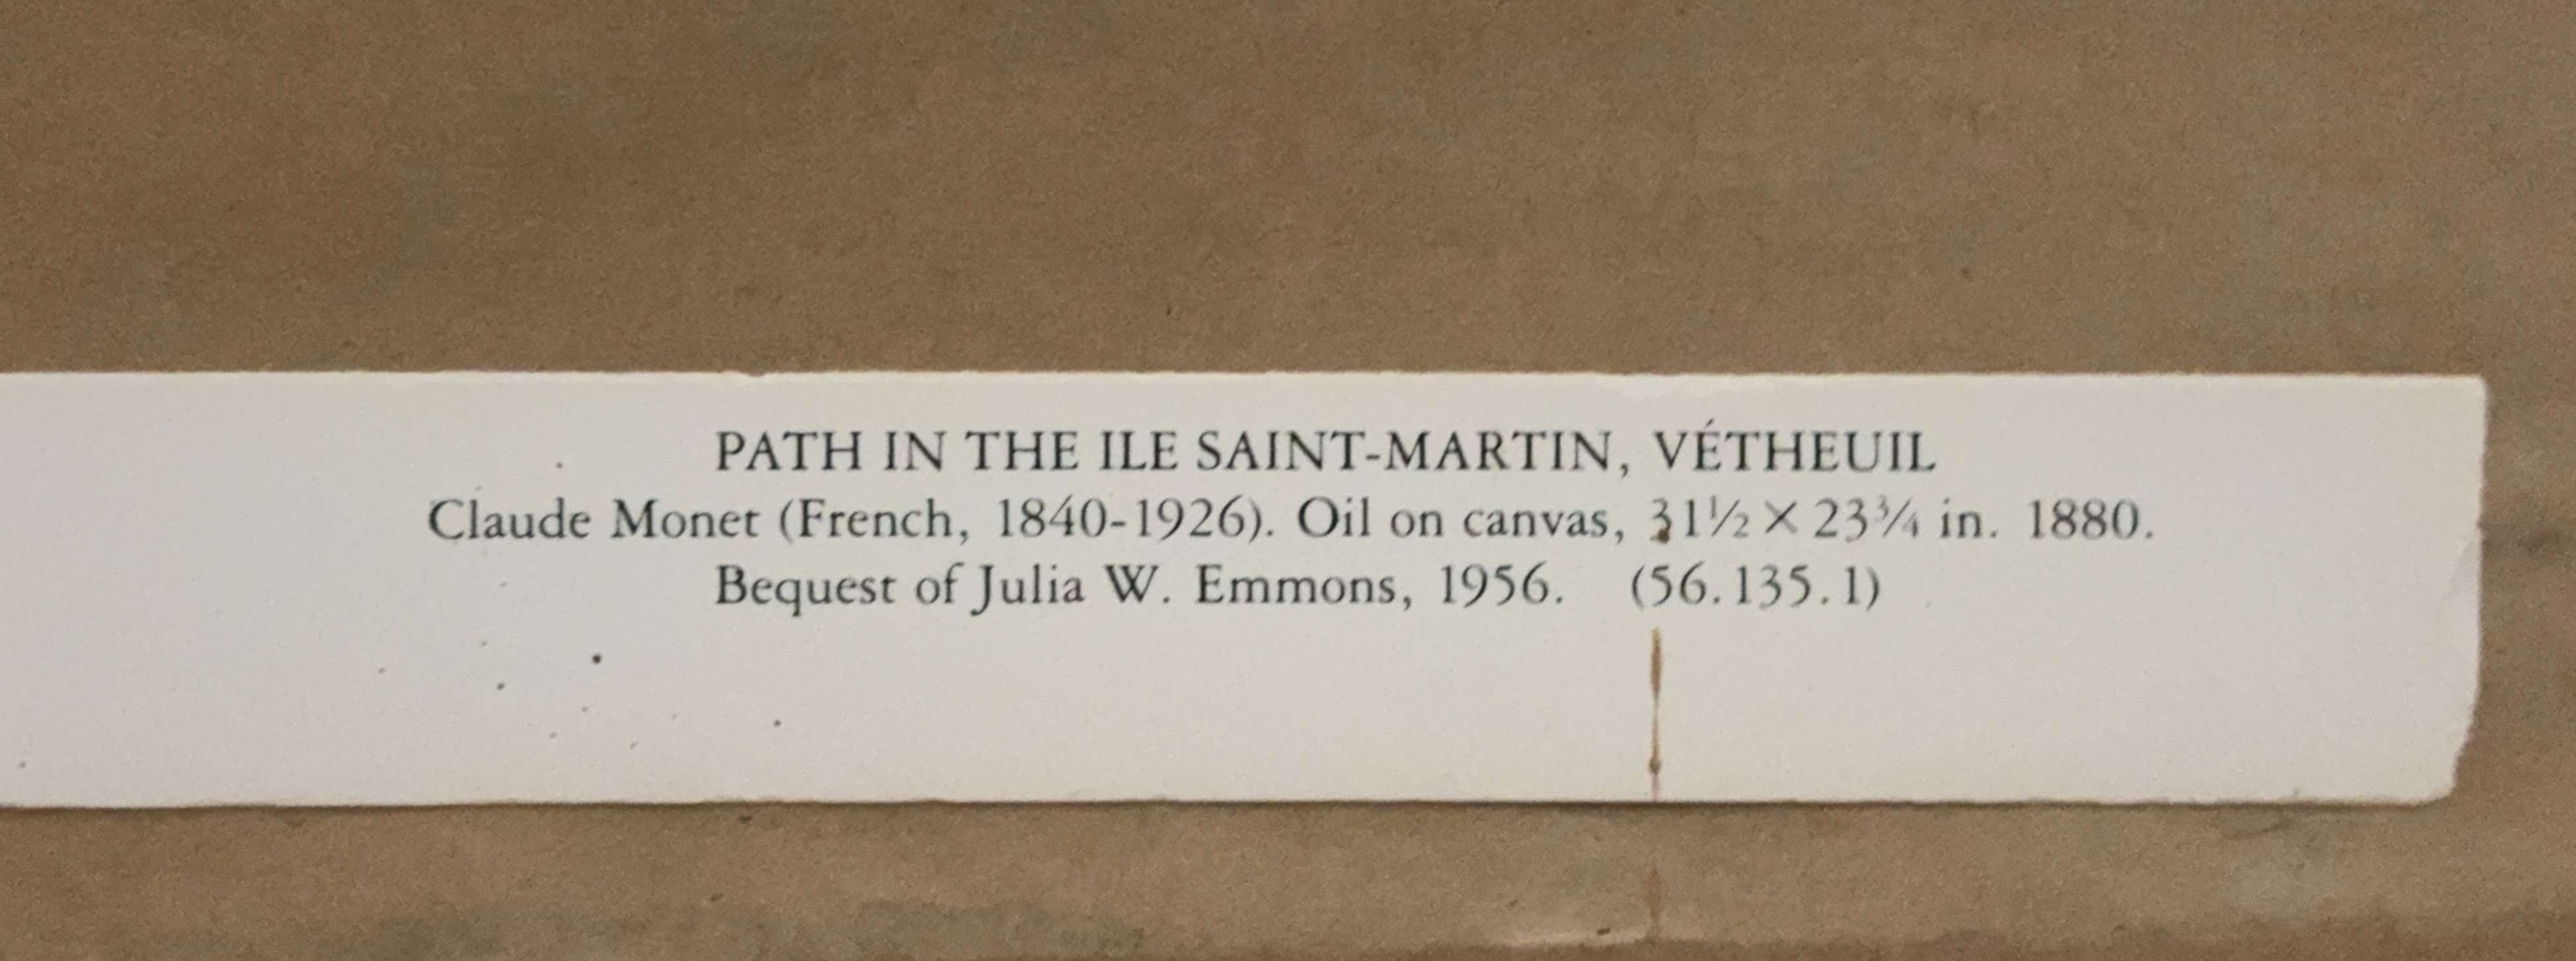 PATH IN THE ILE SAINT-MARTIN, VÉTHEUIL
Claude Monet (French, 1840-1926). Oil on canvas, 31½ × 23¾ in. 1880.
Bequest of Julia W. Emmons, 1956. (56.135.1)